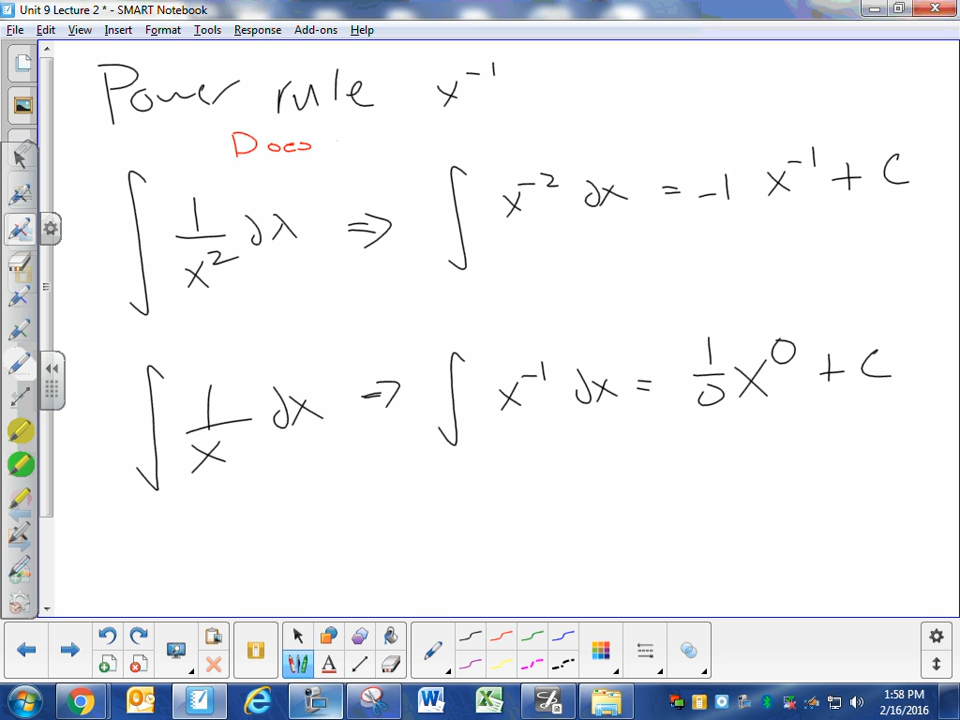 Unit 9 Lecture 2 * - SMART Notebook
File Edit View Insert Format Tools Response Add-ons Help
Power rule x⁻¹
Does
∫ 1/x² dx ⇒ ∫ x⁻² dx = -1 x⁻¹ + C
∫ 1/x dx ⇒ ∫ x⁻¹ dx = 1/0 x⁰ + C
1:58 PM
2/16/2016